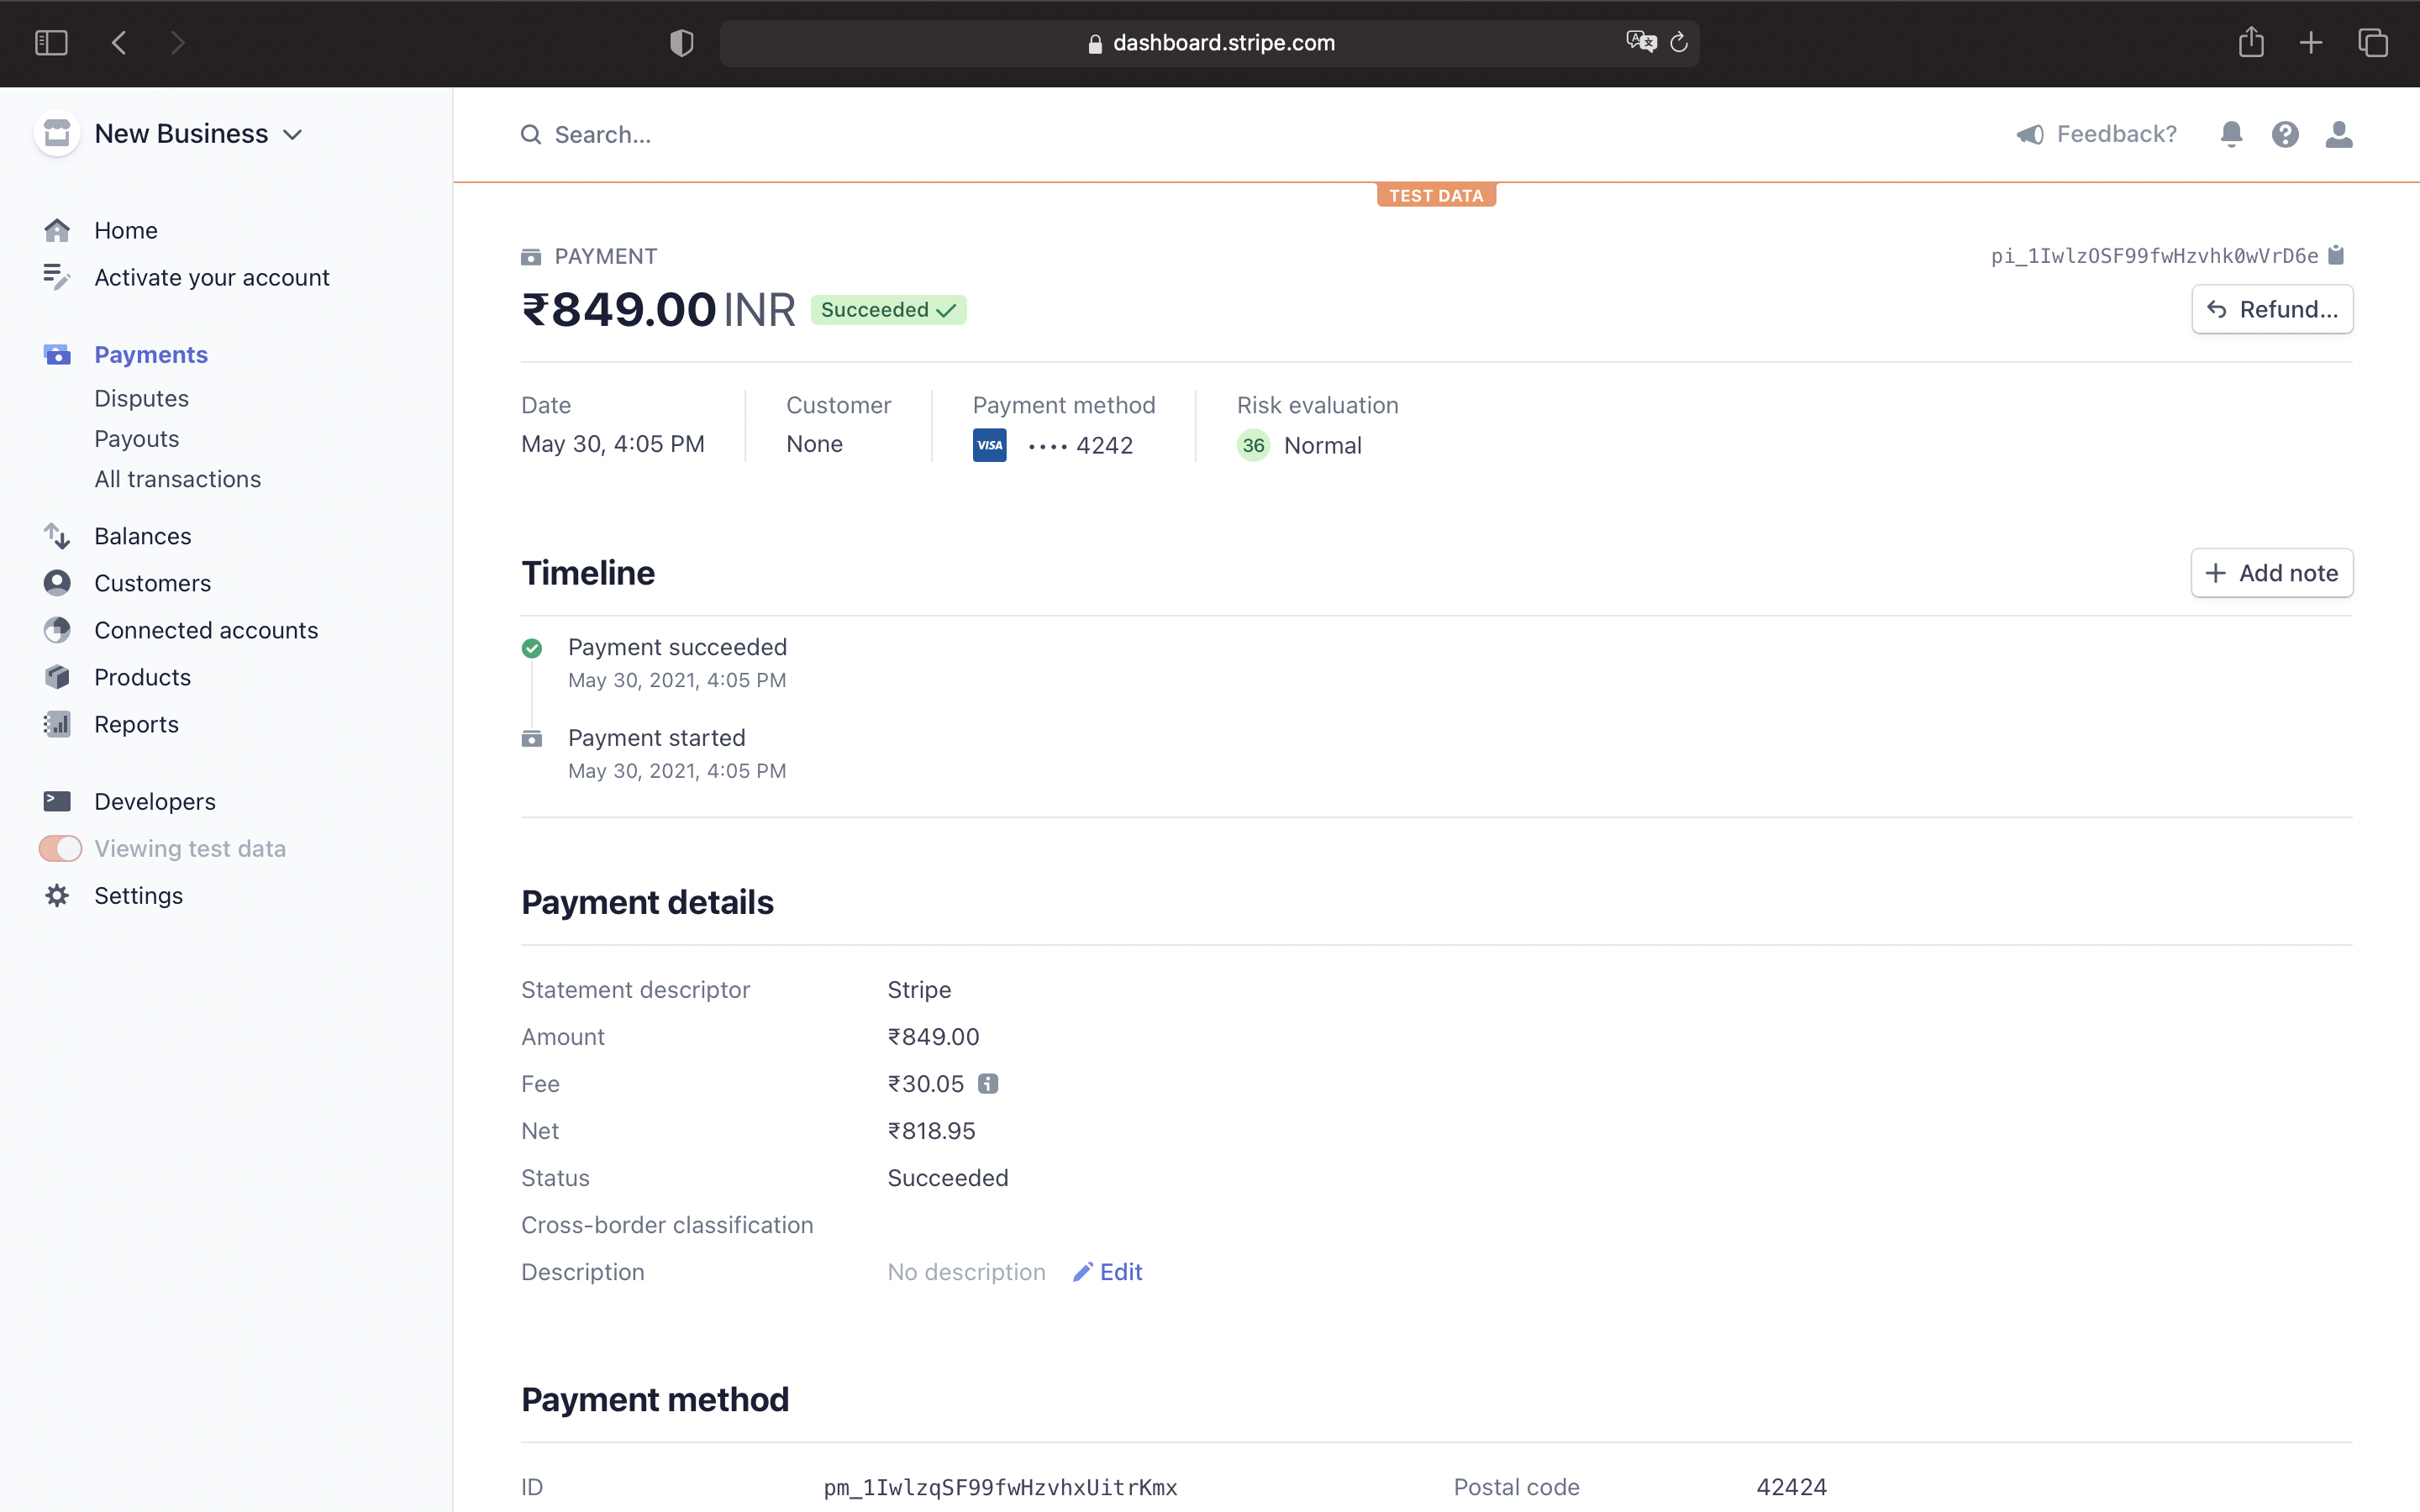 dashboard.stripe.com
New Business
Search...
Feedback?
TEST DATA
Home
Activate your account
Payments
Disputes
Payouts
All transactions
Balances
Customers
Connected accounts
Products
Reports
Developers
Viewing test data
Settings
PAYMENT
pi_1IwlzOSF99fwHzvhk0wVrD6e
₹849.00 INR Succeeded
Refund...
Date Customer Payment method Risk evaluation
May 30, 4:05 PM None VISA •••• 4242 36 Normal
Timeline
Add note
Payment succeeded
May 30, 2021, 4:05 PM
Payment started
May 30, 2021, 4:05 PM
Payment details
Statement descriptor Stripe
Amount ₹849.00
Fee ₹30.05
Net ₹818.95
Status Succeeded
Cross-border classification
Description No description Edit
Payment method
ID pm_1IwlzqSF99fwHzvhxUitrKmx Postal code 42424